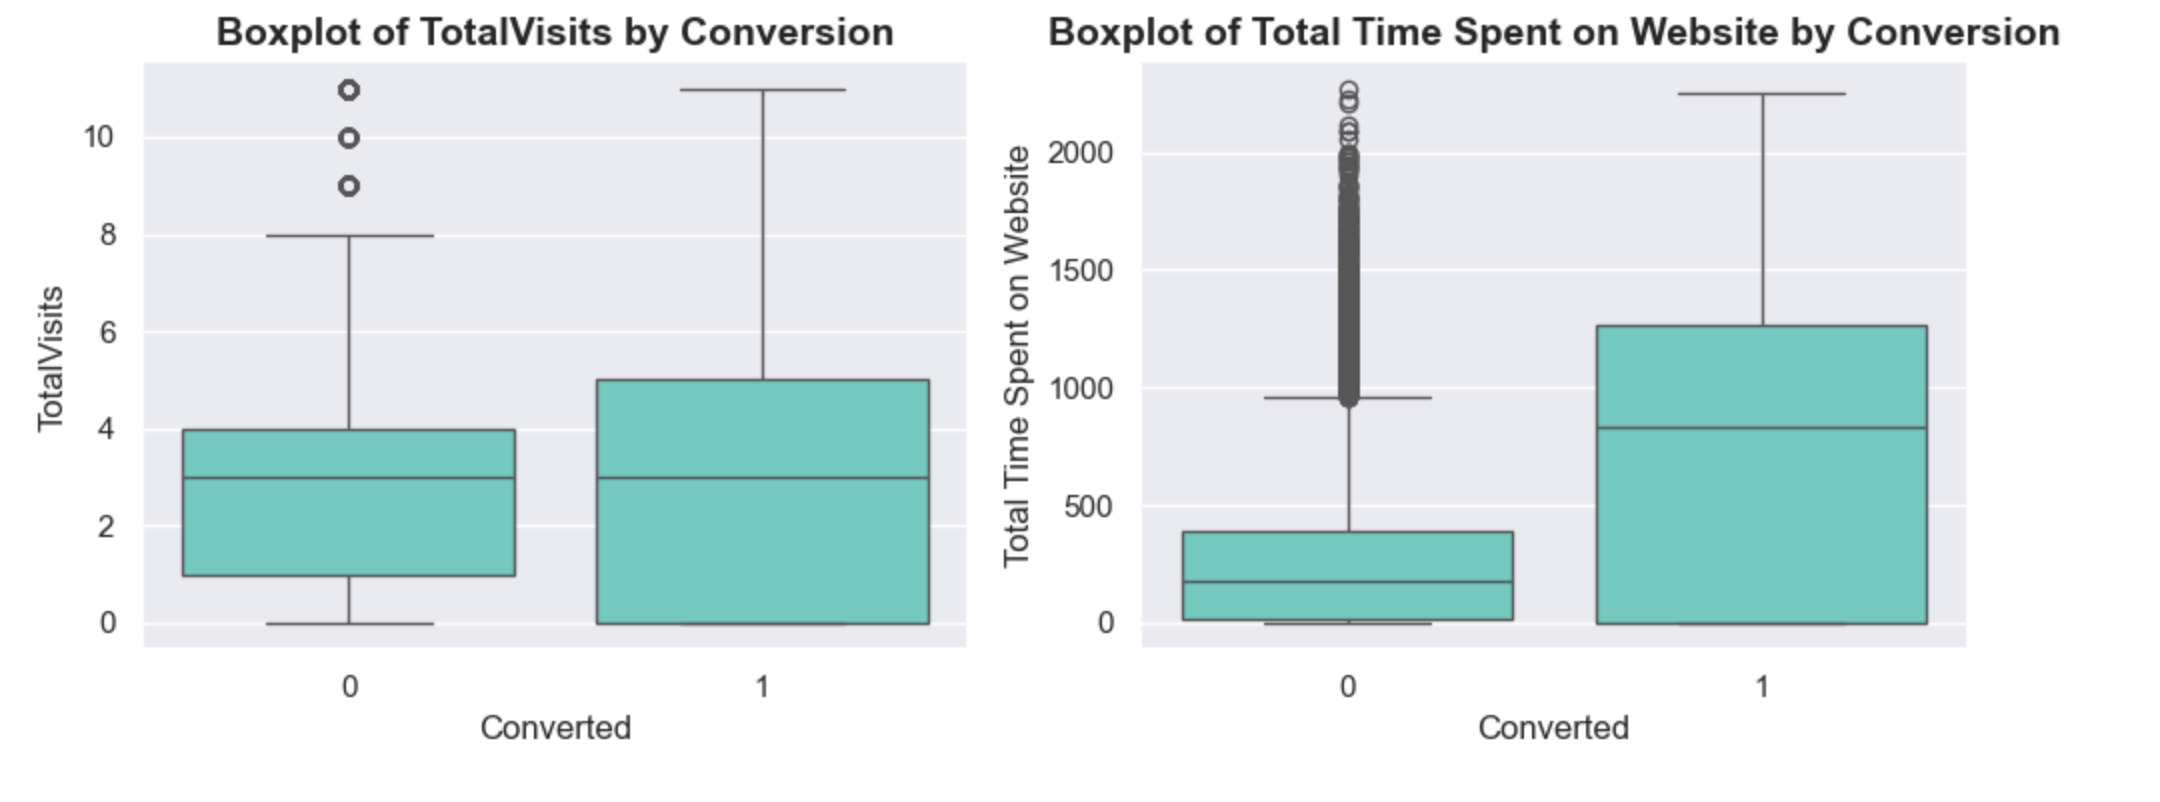 Boxplot of TotalVisits by Conversion
TotalVisits
10
8
6
4
2
0
0 1
Converted
Boxplot of Total Time Spent on Website by Conversion
Total Time Spent on Website
2000
1500
1000
500
0
0 1
Converted